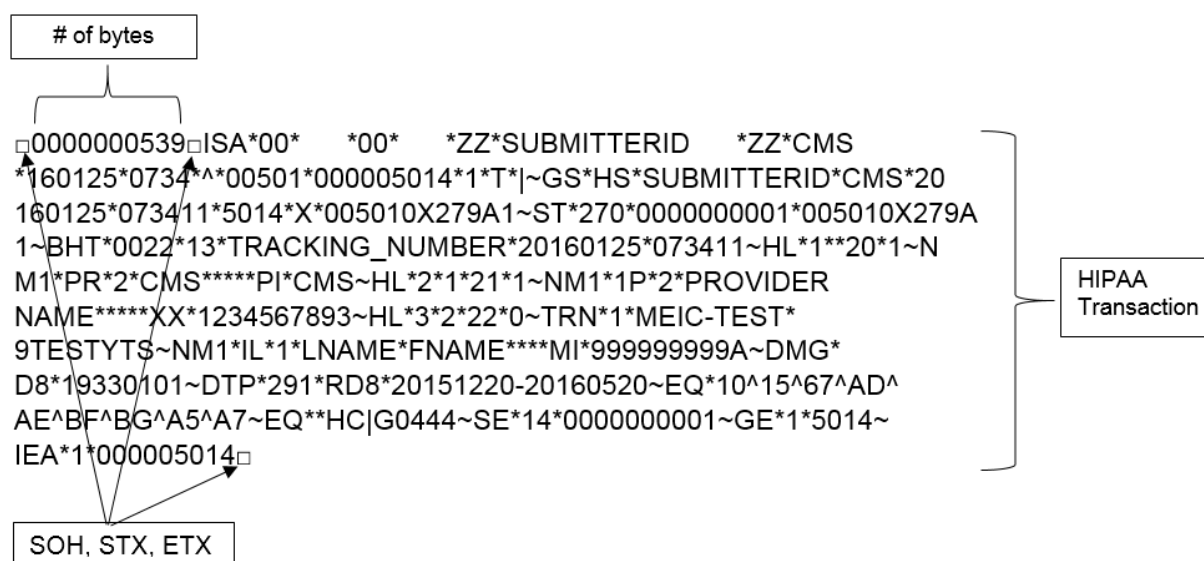 # of bytes
□0000000539□ISA*00*     *00*     *ZZ*SUBMITTERID     *ZZ*CMS
*160125*0734*^*00501*000005014*1*T*|~GS*HS*SUBMITTERID*CMS*20
160125*073411*5014*X*005010X279A1~ST*270*0000000001*005010X279A
1~BHT*0022*13*TRACKING_NUMBER*20160125*073411~HL*1**20*1~N
M1*PR*2*CMS*****PI*CMS~HL*2*1*21*1~NM1*1P*2*PROVIDER
NAME*****XX*1234567893~HL*3*2*22*0~TRN*1*MEIC-TEST*
9TESTYTS~NM1*IL*1*LNAME*FNAME****MI*999999999A~DMG*
D8*19330101~DTP*291*RD8*20151220-20160520~EQ*10^15^67^AD^
AE^BF^BG^A5^A7~EQ**HC|G0444~SE*14*0000000001~GE*1*5014~
IEA*1*000005014□
HIPAA
Transaction
SOH, STX, ETX